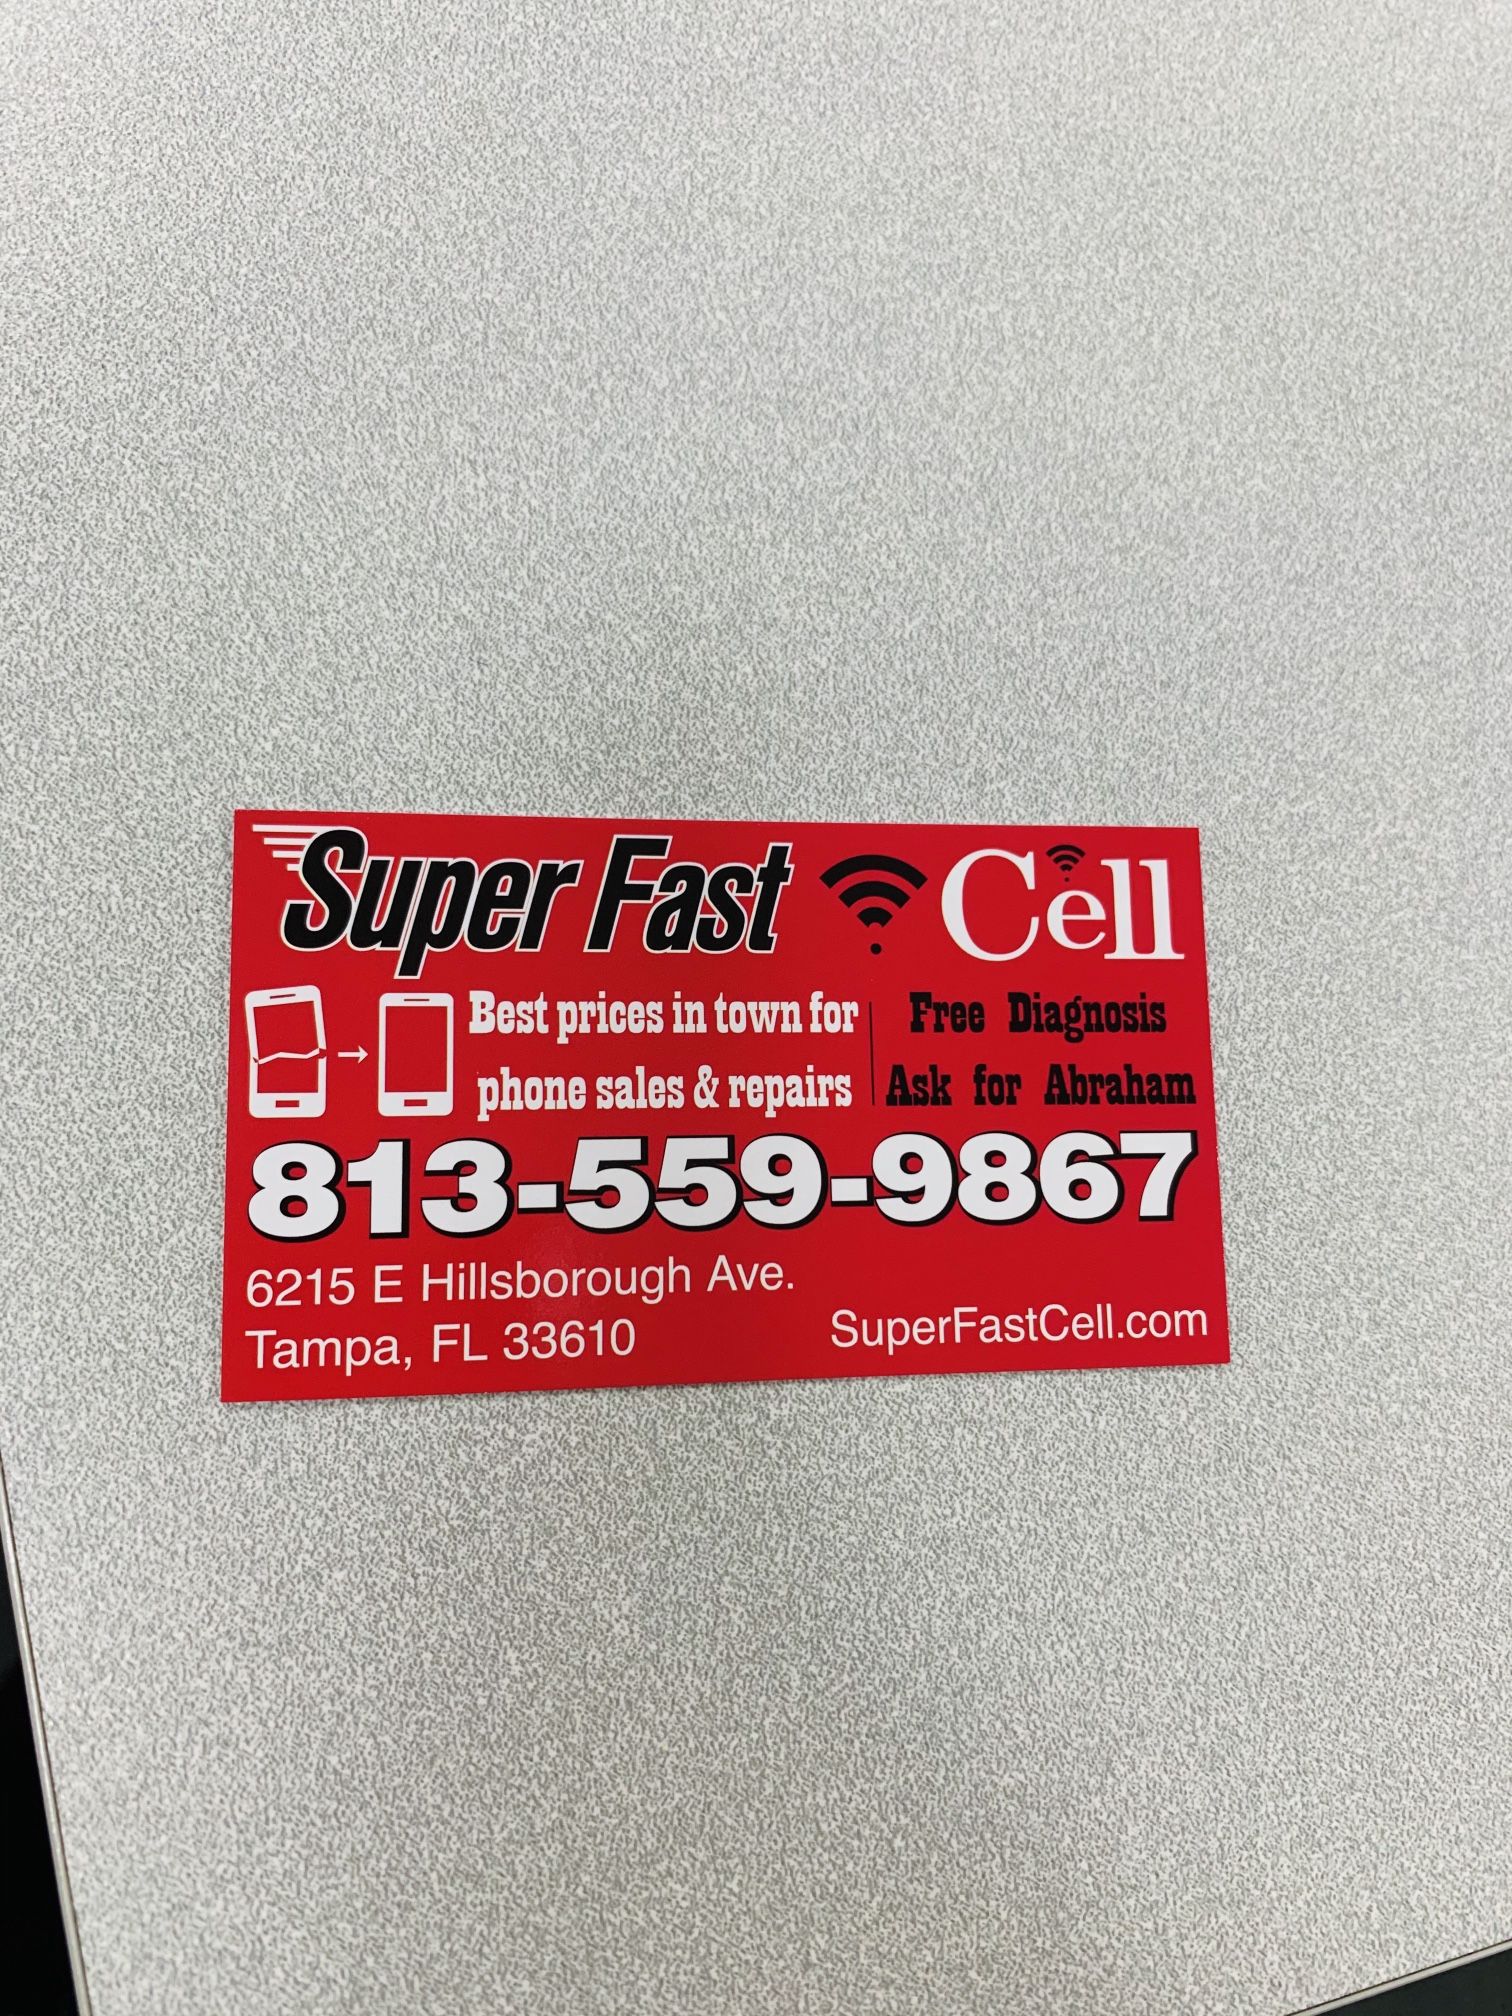 Super Fast Cell
Best prices in town for
phone sales & repairs
Free Diagnosis
Ask for Abraham
813-559-9867
6215 E Hillsborough Ave.
Tampa, FL 33610
SuperFastCell.com